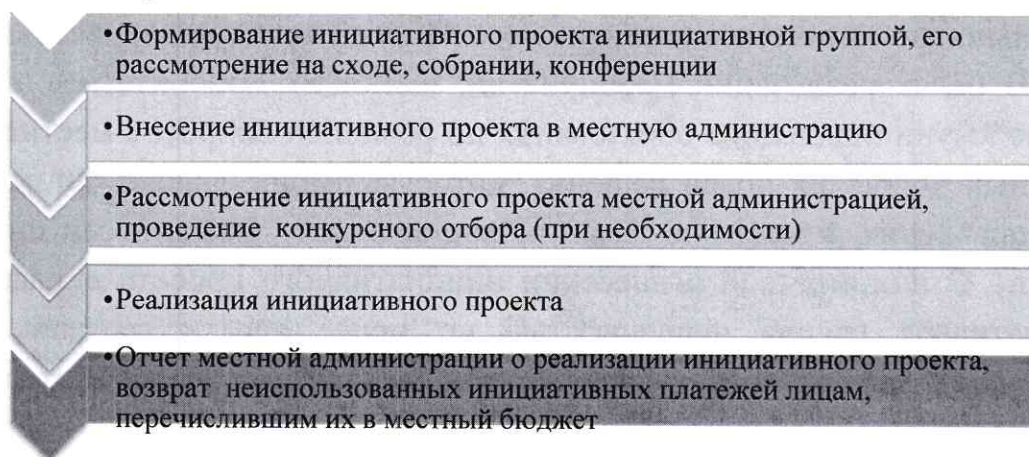 •Формирование инициативного проекта инициативной группой, его
рассмотрение на сходе, собрании, конференции
•Внесение инициативного проекта в местную администрацию
•Рассмотрение инициативного проекта местной администрацией,
проведение конкурсного отбора (при необходимости)
•Реализация инициативного проекта
•Отчет местной администрации о реализации инициативного проекта,
возврат неиспользованных инициативных платежей лицам,
перечислившим их в местный бюджет